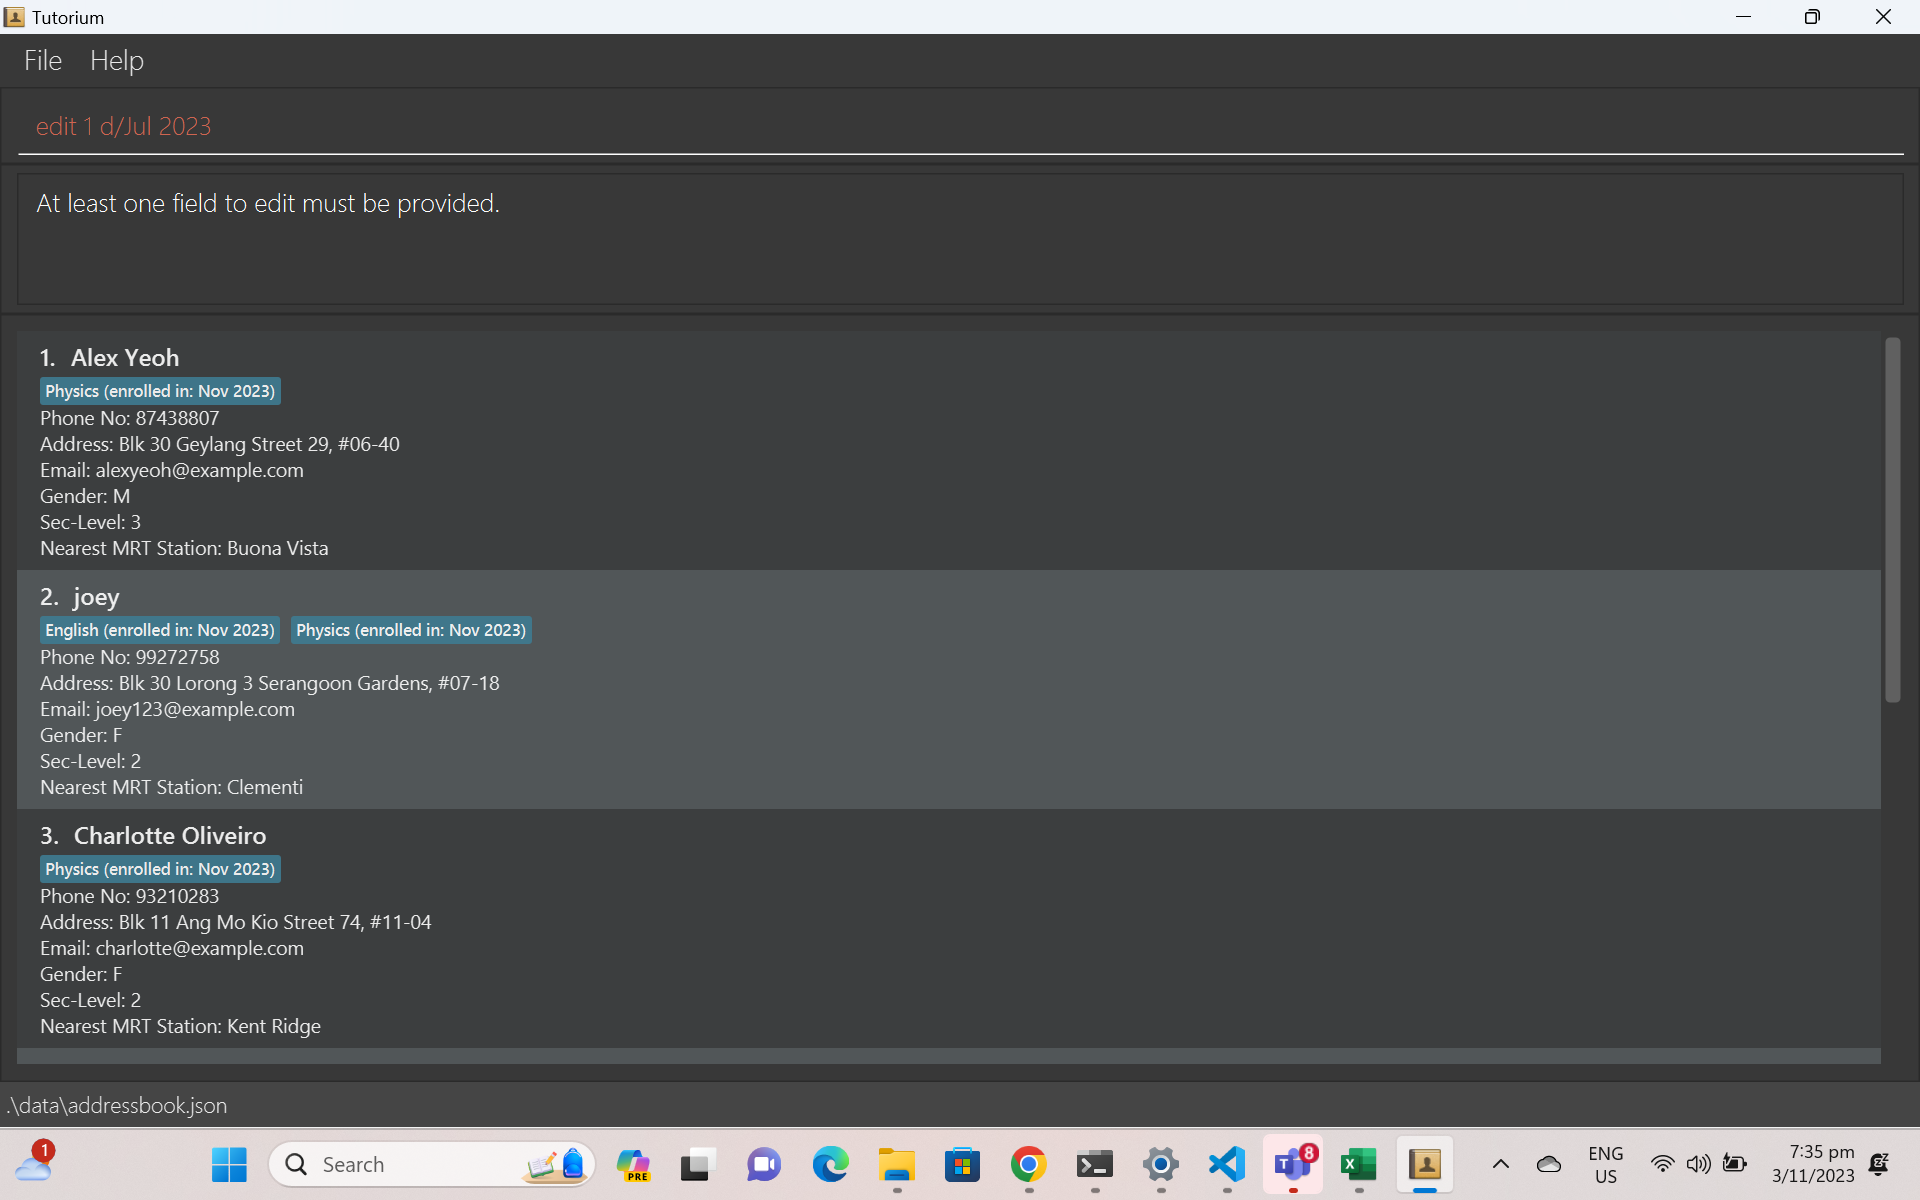 Tutorium
File Help
edit 1 d/Jul 2023
At least one field to edit must be provided.
1. Alex Yeoh
Physics (enrolled in: Nov 2023)
Phone No: 87438807
Address: Blk 30 Geylang Street 29, #06-40
Email: alexyeoh@example.com
Gender: M
Sec-Level: 3
Nearest MRT Station: Buona Vista
2. joey
English (enrolled in: Nov 2023) Physics (enrolled in: Nov 2023)
Phone No: 99272758
Address: Blk 30 Lorong 3 Serangoon Gardens, #07-18
Email: joey123@example.com
Gender: F
Sec-Level: 2
Nearest MRT Station: Clementi
3. Charlotte Oliveiro
Physics (enrolled in: Nov 2023)
Phone No: 93210283
Address: Blk 11 Ang Mo Kio Street 74, #11-04
Email: charlotte@example.com
Gender: F
Sec-Level: 2
Nearest MRT Station: Kent Ridge
.\data\addressbook.json
1
Search
PRE
8
ENG
US
7:35 pm
3/11/2023